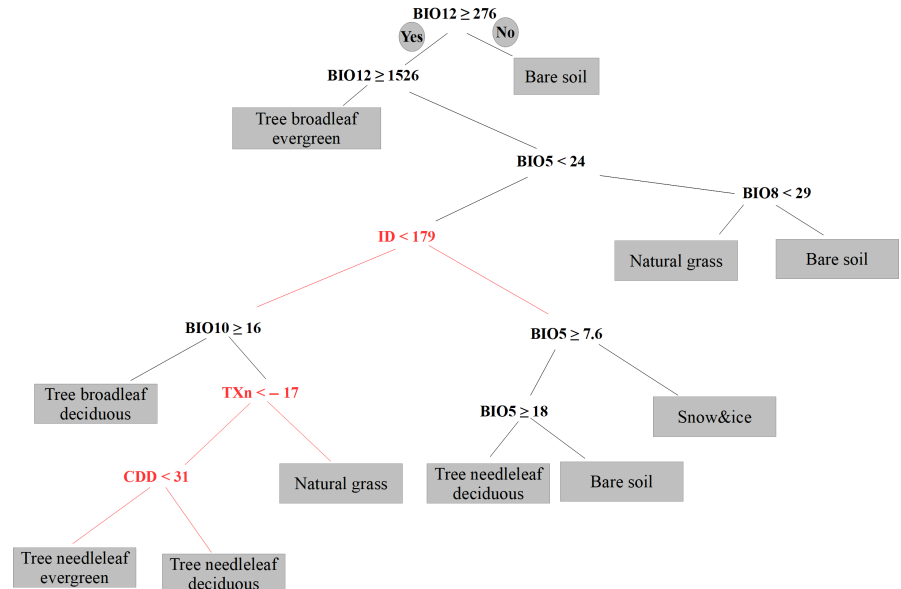 BIO12 ≥ 276
Yes
No
BIO12 ≥ 1526
Bare soil
Tree broadleaf
evergreen
BIO5 < 24
BIO8 < 29
ID < 179
Natural grass
Bare soil
BIO10 ≥ 16
BIO5 ≥ 7.6
Tree broadleaf
deciduous
TXn < – 17
BIO5 ≥ 18
Snow&ice
CDD < 31
Natural grass
Tree needleleaf
deciduous
Bare soil
Tree needleleaf
evergreen
Tree needleleaf
deciduous